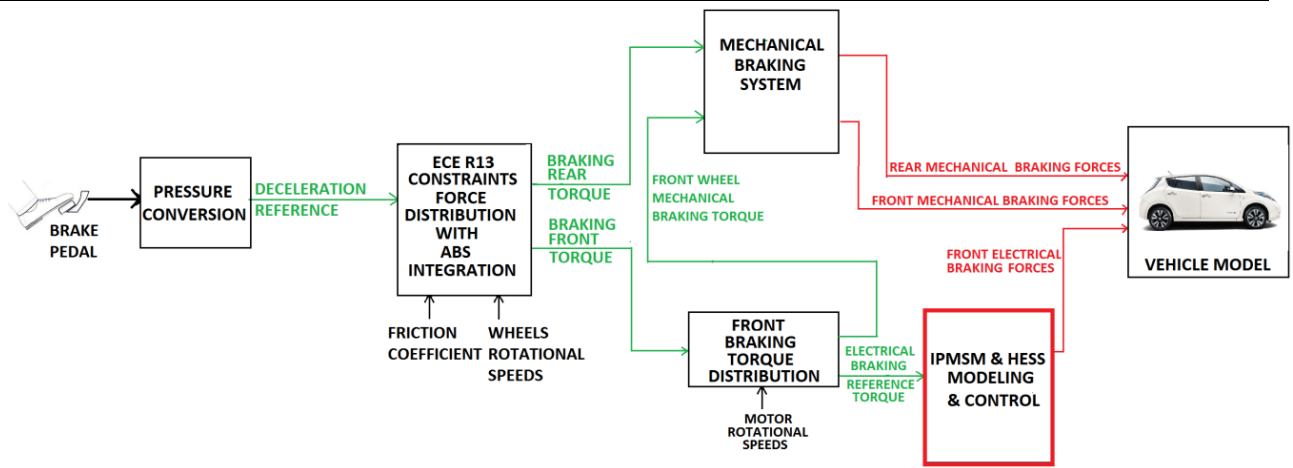 BRAKE
PEDAL
PRESSURE
CONVERSION
DECELERATION
REFERENCE
ECE R13
CONSTRAINTS
FORCE
DISTRIBUTION
WITH
ABS
INTEGRATION
FRICTION
COEFFICIENT
WHEELS
ROTATIONAL
SPEEDS
BRAKING
REAR
TORQUE
BRAKING
FRONT
TORQUE
MECHANICAL
BRAKING
SYSTEM
FRONT WHEEL
MECHANICAL
BRAKING TORQUE
FRONT
BRAKING
TORQUE
DISTRIBUTION
MOTOR
ROTATIONAL
SPEEDS
ELECTRICAL
BRAKING
REFERENCE
TORQUE
IPMSM & HESS
MODELING
& CONTROL
REAR MECHANICAL BRAKING FORCES
FRONT MECHANICAL BRAKING FORCES
FRONT ELECTRICAL
BRAKING FORCES
VEHICLE MODEL